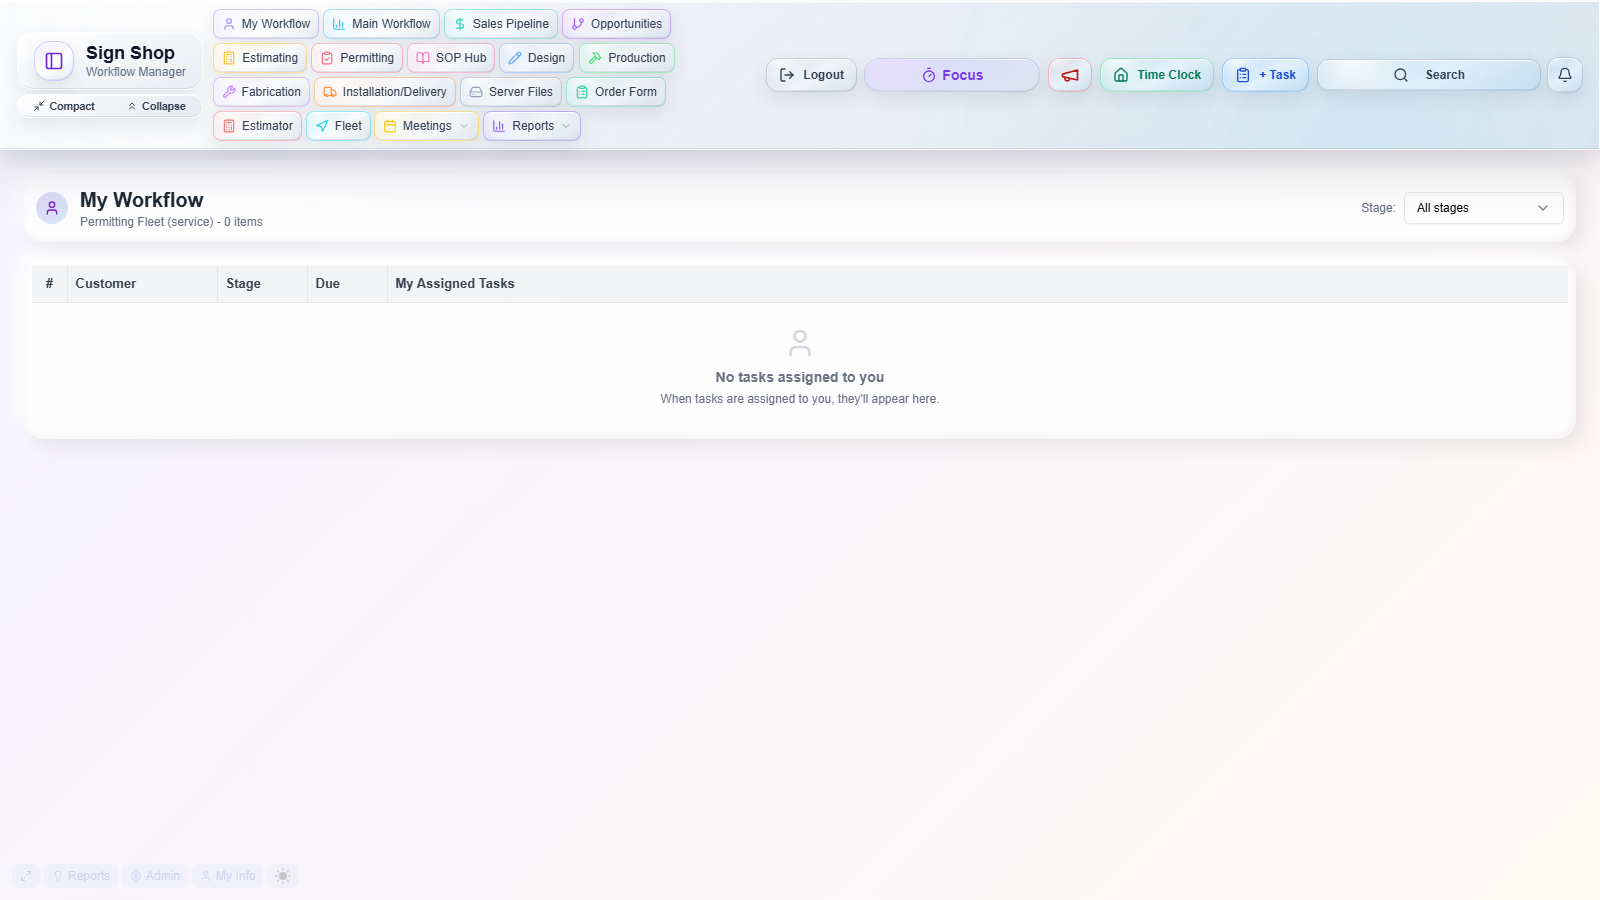 Sign Shop
Workflow Manager
Compact
Collapse
My Workflow
Main Workflow
Sales Pipeline
Opportunities
Estimating
Permitting
SOP Hub
Design
Production
Fabrication
Installation/Delivery
Server Files
Order Form
Estimator
Fleet
Meetings
Reports
Logout
Focus
Time Clock
+ Task
Search
My Workflow
Permitting Fleet (service) - 0 items
Stage:
All stages
# Customer Stage Due My Assigned Tasks
No tasks assigned to you
When tasks are assigned to you, they'll appear here.
Reports
Admin
My Info